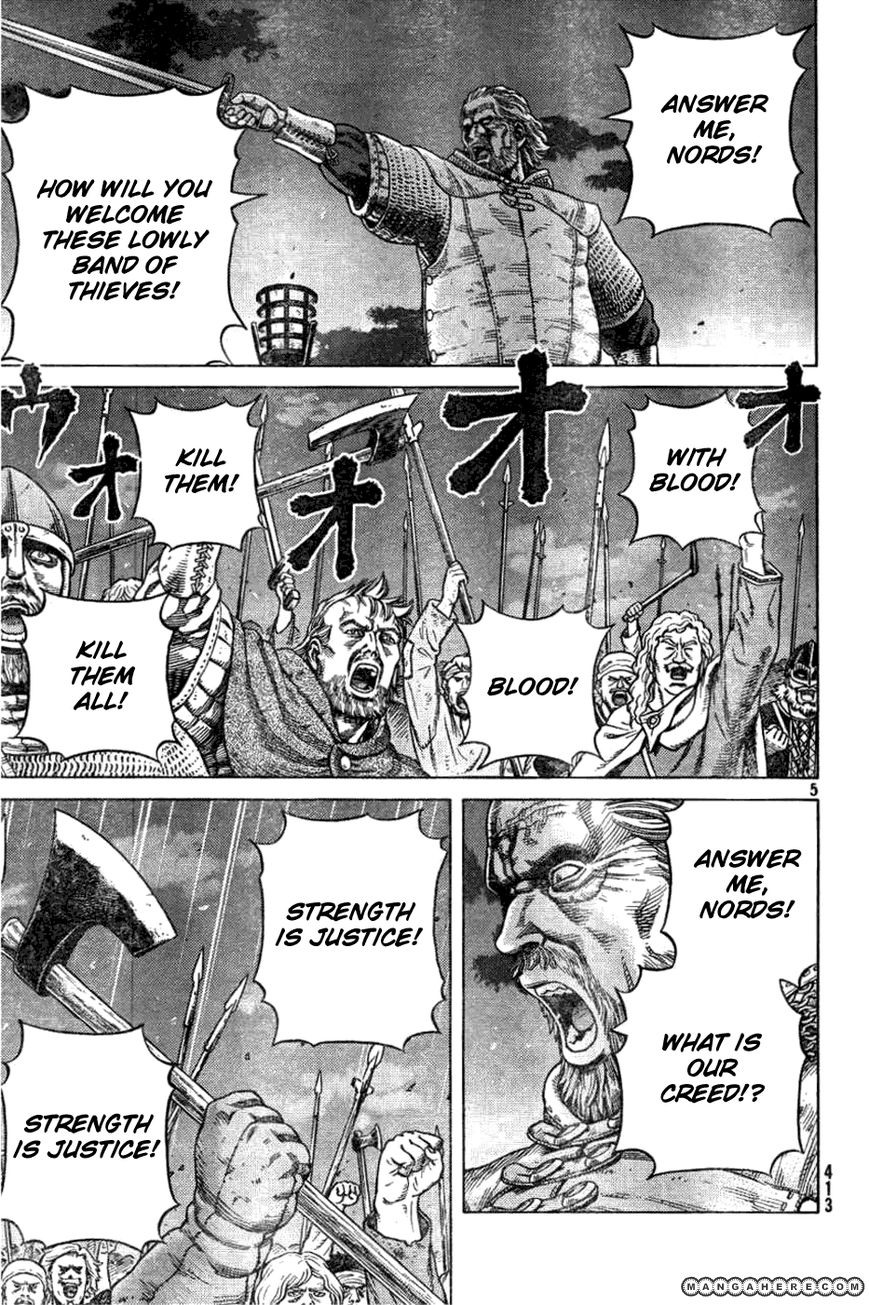 ANSWER
ME,
NORDS!
HOW WILL YOU
WELCOME
THESE LOWLY
BAND OF
THIEVES!
オ
WITH
BLOOD!
オ
BLOOD!
オ
KILL
THEM!
オ
ウ
KILL
THEM
ALL!
5
ANSWER
ME,
NORDS!
WHAT IS
OUR
CREED!?
STRENGTH
IS JUSTICE!
STRENGTH
IS JUSTICE!
413
MANGAHERE.COM